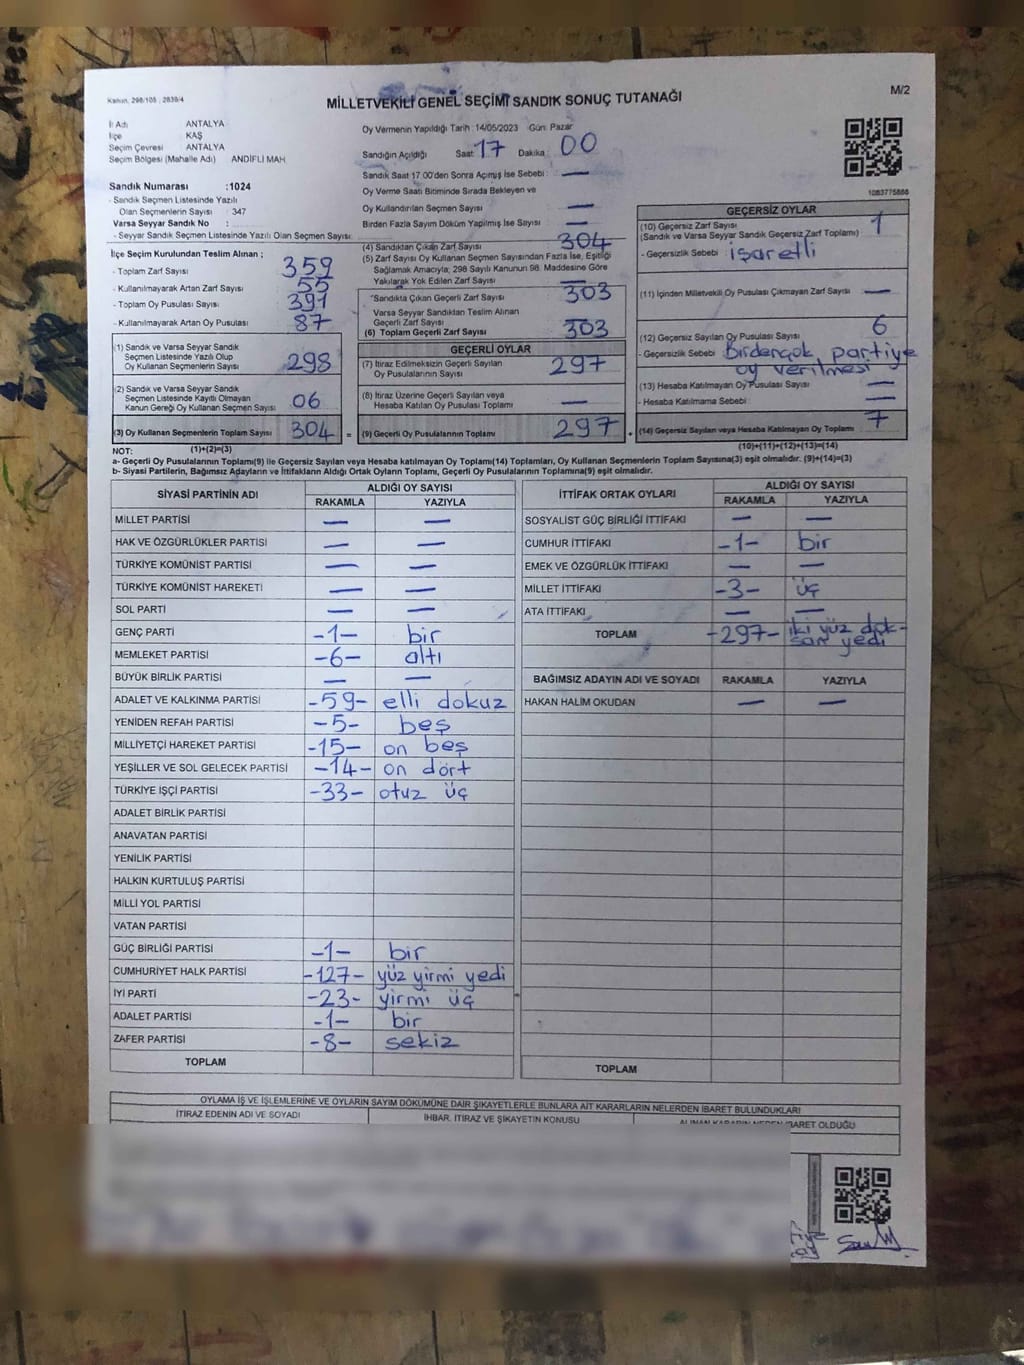 Kanun, 298/105 ; 2839/4
MİLLETVEKİLİ GENEL SEÇİMİ SANDIK SONUÇ TUTANAĞI
M/2
İl Adı ANTALYA
İlçe KAŞ
Seçim Çevresi ANTALYA
Seçim Bölgesi (Mahalle Adı) ANDİFLİ MAH
Sandık Numarası :1024
- Sandık Seçmen Listesinde Yazılı
Olan Seçmenlerin Sayısı : 347
Varsa Seyyar Sandık No :
- Seyyar Sandık Seçmen Listesinde Yazılı Olan Seçmen Sayısı:
İlçe Seçim Kurulundan Teslim Alınan ;
- Toplam Zarf Sayısı 359
- Kullanılmayarak Artan Zarf Sayısı 55
- Toplam Oy Pusulası Sayısı 391
- Kullanılmayarak Artan Oy Pusulası 87
(1) Sandık ve Varsa Seyyar Sandık
Seçmen Listesinde Yazılı Olup
Oy Kullanan Seçmenlerin Sayısı 298
(2) Sandık ve Varsa Seyyar Sandık
Seçmen Listesinde Kayıtlı Olmayan
Kanun Gereği Oy Kullanan Seçmen Sayısı 06
(3) Oy Kullanan Seçmenlerin Toplam Sayısı 304 =
Oy Vermenin Yapıldığı Tarih : 14/05/2023 Gün: Pazar
Sandığın Açıldığı Saat : 17 Dakika : 00
Sandık Saat 17.00'den Sonra Açılmış İse Sebebi : —
Oy Verme Saati Bitiminde Sırada Bekleyen ve
Oy Kullandırılan Seçmen Sayısı —
Birden Fazla Sayım Döküm Yapılmış İse Sayısı —
(4) Sandıktan Çıkan Zarf Sayısı 304
(5) Zarf Sayısı Oy Kullanan Seçmen Sayısından Fazla İse, Eşitliği
Sağlamak Amacıyla; 298 Sayılı Kanunun 98. Maddesine Göre
Yakılarak Yok Edilen Zarf Sayısı —
"Sandıkta Çıkan Geçerli Zarf Sayısı 303
Varsa Seyyar Sandıktan Teslim Alınan
Geçerli Zarf Sayısı —
(6) Toplam Geçerli Zarf Sayısı 303
GEÇERLİ OYLAR
(7) İtiraz Edilmeksizin Geçerli Sayılan
Oy Pusulalarının Sayısı 297
(8) İtiraz Üzerine Geçerli Sayılan veya
Hesaba Katılan Oy Pusulası Toplamı —
(9) Geçerli Oy Pusulalarının Toplamı 297 +
1083775888
GEÇERSİZ OYLAR
(10) Geçersiz Zarf Sayısı 1
(Sandık ve Varsa Seyyar Sandık Geçersiz Zarf Toplamı)
- Geçersizlik Sebebi : işaretli
(11) İçinden Milletvekili Oy Pusulası Çıkmayan Zarf Sayısı —
(12) Geçersiz Sayılan Oy Pusulası Sayısı 6
- Geçersizlik Sebebi : Birdençok partiye
oy verilmesi
(13) Hesaba Katılmayan Oy Pusulası Sayısı —
- Hesaba Katılmama Sebebi : —
(14) Geçersiz Sayılan veya Hesaba Katılmayan Oy Toplamı 7
NOT: (1)+(2)=(3) (10)+(11)+(12)+(13)=(14)
a- Geçerli Oy Pusulalarının Toplamı(9) ile Geçersiz Sayılan veya Hesaba katılmayan Oy Toplamı(14) Toplamları, Oy Kullanan Seçmenlerin Toplam Sayısına(3) eşit olmalıdır. (9)+(14)=(3)
b- Siyasi Partilerin, Bağımsız Adayların ve İttifakların Aldığı Ortak Oyların Toplamı, Geçerli Oy Pusulalarının Toplamına(9) eşit olmalıdır.
SİYASİ PARTİNİN ADI ALDIĞI OY SAYISI
RAKAMLA YAZIYLA
MİLLET PARTİSİ — —
HAK VE ÖZGÜRLÜKLER PARTİSİ — —
TÜRKİYE KOMÜNİST PARTİSİ — —
TÜRKİYE KOMÜNİST HAREKETİ — —
SOL PARTİ — —
GENÇ PARTİ -1- bir
MEMLEKET PARTİSİ -6- altı
BÜYÜK BİRLİK PARTİSİ — —
ADALET VE KALKINMA PARTİSİ -59- elli dokuz
YENİDEN REFAH PARTİSİ -5- beş
MİLLİYETÇİ HAREKET PARTİSİ -15- on beş
YEŞİLLER VE SOL GELECEK PARTİSİ -14- on dört
TÜRKİYE İŞÇİ PARTİSİ -33- otuz üç
ADALET BİRLİK PARTİSİ
ANAVATAN PARTİSİ
YENİLİK PARTİSİ
HALKIN KURTULUŞ PARTİSİ
MİLLİ YOL PARTİSİ
VATAN PARTİSİ
GÜÇ BİRLİĞİ PARTİSİ -1- bir
CUMHURİYET HALK PARTİSİ -127- yüz yirmi yedi
İYİ PARTİ -23- yirmi üç
ADALET PARTİSİ -1- bir
ZAFER PARTİSİ -8- sekiz
TOPLAM
İTTİFAK ORTAK OYLARI ALDIĞI OY SAYISI
RAKAMLA YAZIYLA
SOSYALİST GÜÇ BİRLİĞİ İTTİFAKI — —
CUMHUR İTTİFAKI -1- bir
EMEK VE ÖZGÜRLÜK İTTİFAKI — —
MİLLET İTTİFAKI -3- üç
ATA İTTİFAKI — —
TOPLAM -297- iki yüz dok-
san yedi
BAĞIMSIZ ADAYIN ADI VE SOYADI RAKAMLA YAZIYLA
HAKAN HALİM OKUDAN — —
TOPLAM
OYLAMA İŞ VE İŞLEMLERİNE VE OYLARIN SAYIM DÖKÜMÜNE DAİR ŞİKAYETLERLE BUNLARA AİT KARARLARIN NELERDEN İBARET BULUNDUKLARI
İTİRAZ EDENİN ADI VE SOYADI İHBAR, İTİRAZ VE ŞİKAYETİN KONUSU ALINAN KARARIN NEDEN İBARET OLDUĞU